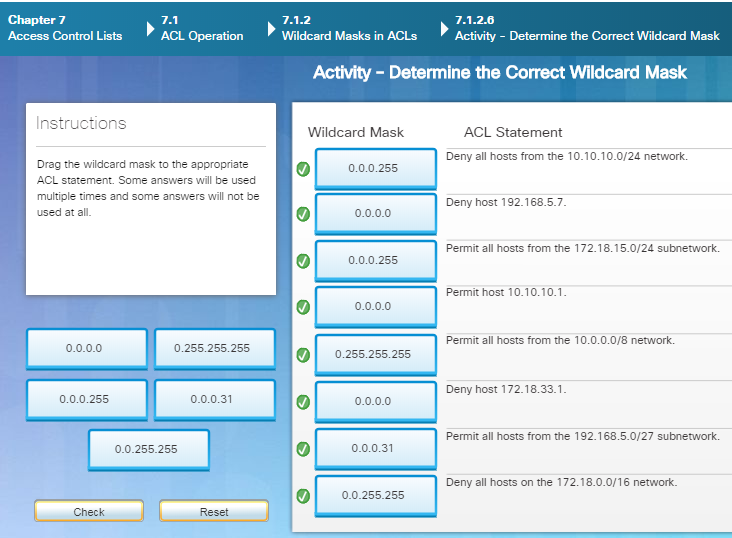 Chapter 7
Access Control Lists
7.1
ACL Operation
7.1.2
Wildcard Masks in ACLs
7.1.2.6
Activity - Determine the Correct Wildcard Mask
Activity - Determine the Correct Wildcard Mask
Instructions
Drag the wildcard mask to the appropriate
ACL statement. Some answers will be used
multiple times and some answers will not be
used at all.
0.0.0.0
0.255.255.255
0.0.0.255
0.0.0.31
0.0.255.255
Check
Reset
Wildcard Mask
ACL Statement
0.0.0.255
Deny all hosts from the 10.10.10.0/24 network.
0.0.0.0
Deny host 192.168.5.7.
0.0.0.255
Permit all hosts from the 172.18.15.0/24 subnetwork.
0.0.0.0
Permit host 10.10.10.1.
0.255.255.255
Permit all hosts from the 10.0.0.0/8 network.
0.0.0.0
Deny host 172.18.33.1.
0.0.0.31
Permit all hosts from the 192.168.5.0/27 subnetwork.
0.0.255.255
Deny all hosts on the 172.18.0.0/16 network.